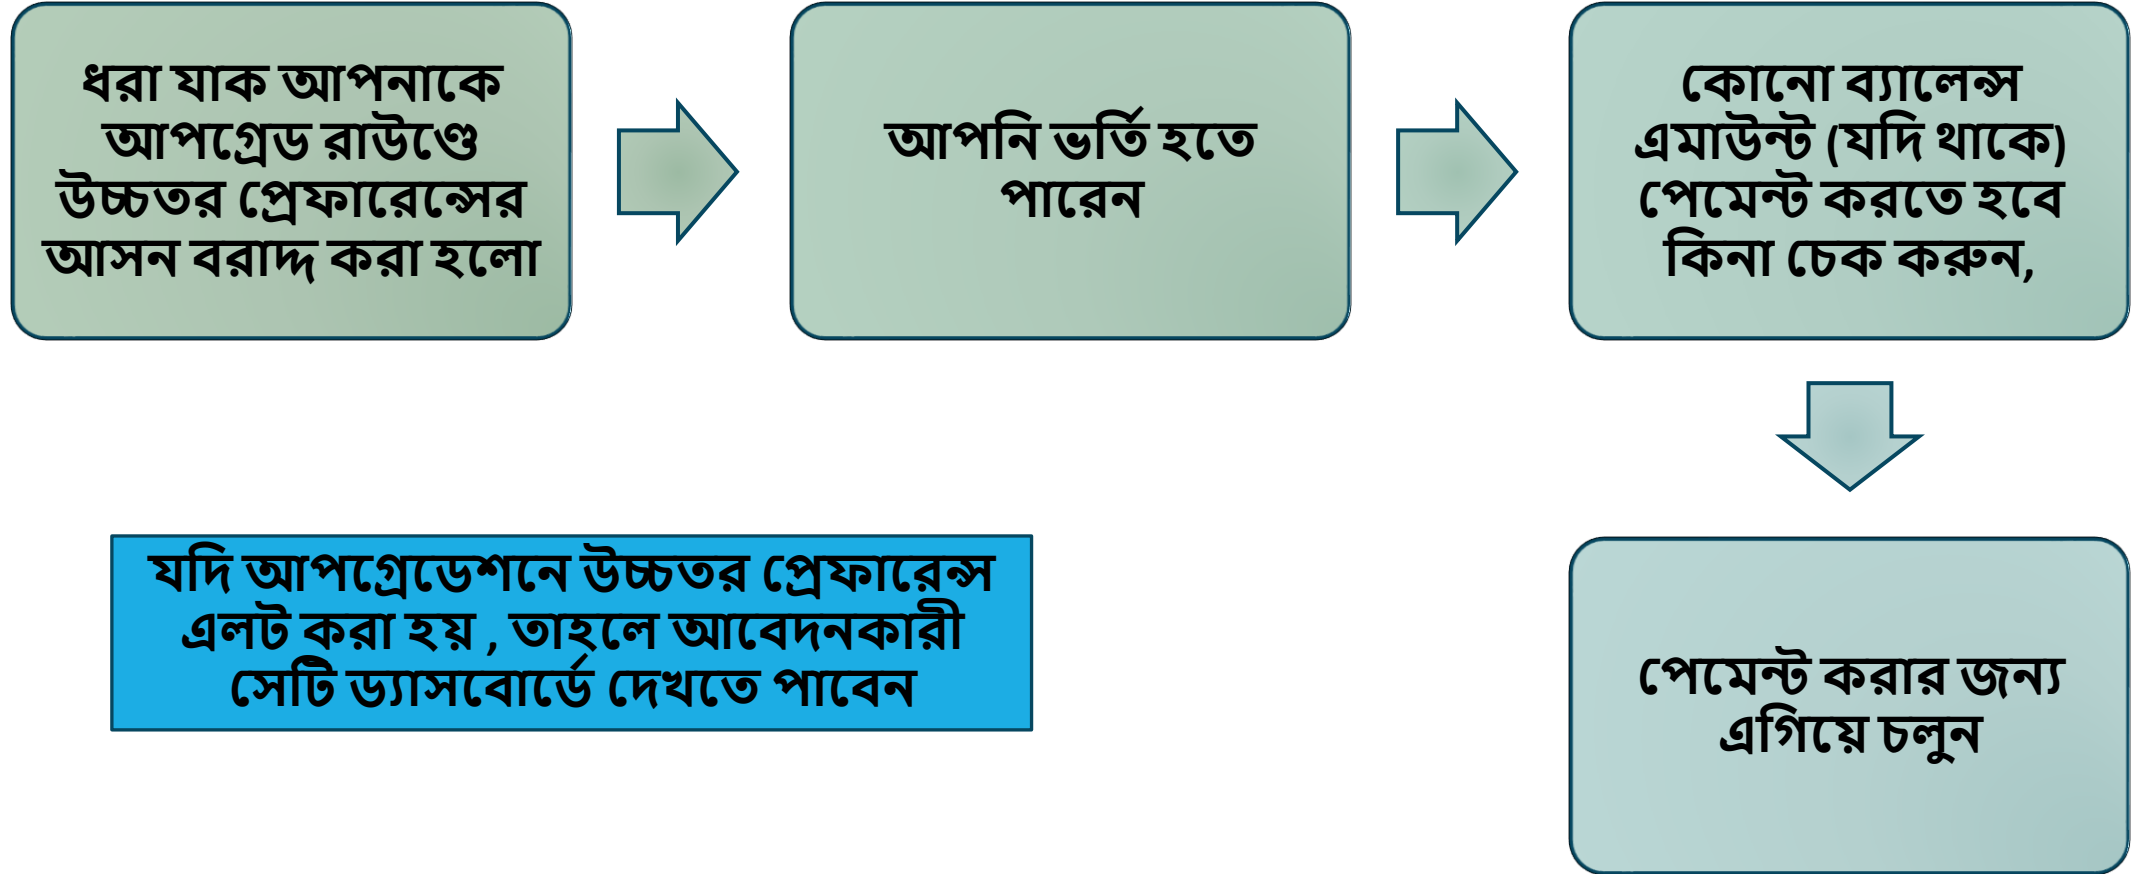 ধরা যাক আপনাকে
আপগ্রেড রাউণ্ডে
উচ্চতর প্রেফারেন্সের
আসন বরাদ্দ করা হলো
আপনি ভর্তি হতে
পারেন
কোনো ব্যালেন্স
এমাউন্ট (যদি থাকে)
পেমেন্ট করতে হবে
কিনা চেক করুন,
পেমেন্ট করার জন্য
এগিয়ে চলুন
যদি আপগ্রেডেশনে উচ্চতর প্রেফারেন্স
এলট করা হয় , তাহলে আবেদনকারী
সেটি ড্যাসবোর্ডে দেখতে পাবেন